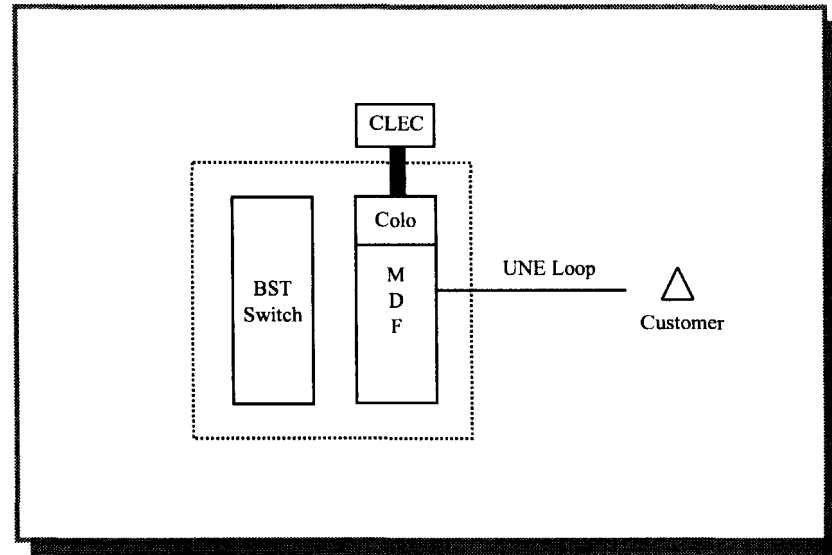 CLEC
Colo
BST
Switch
M
D
F
UNE Loop
Customer